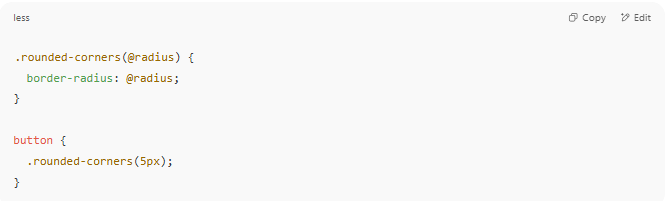 less
Copy
Edit
.rounded-corners(@radius) {
  border-radius: @radius;
}
button {
  .rounded-corners(5px);
}